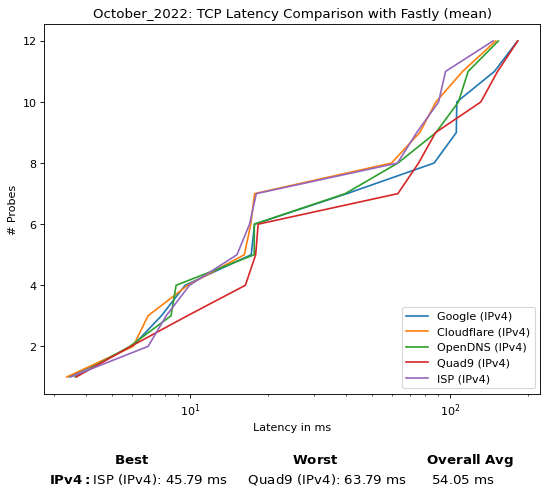 October_2022: TCP Latency Comparison with Fastly (mean)
12
10
8
6
4
2
# Probes
Google (IPv4)
Cloudflare (IPv4)
OpenDNS (IPv4)
Quad9 (IPv4)
ISP (IPv4)
10¹ 10²
Latency in ms
Best Worst Overall Avg
IPv4: ISP (IPv4): 45.79 ms Quad9 (IPv4): 63.79 ms 54.05 ms